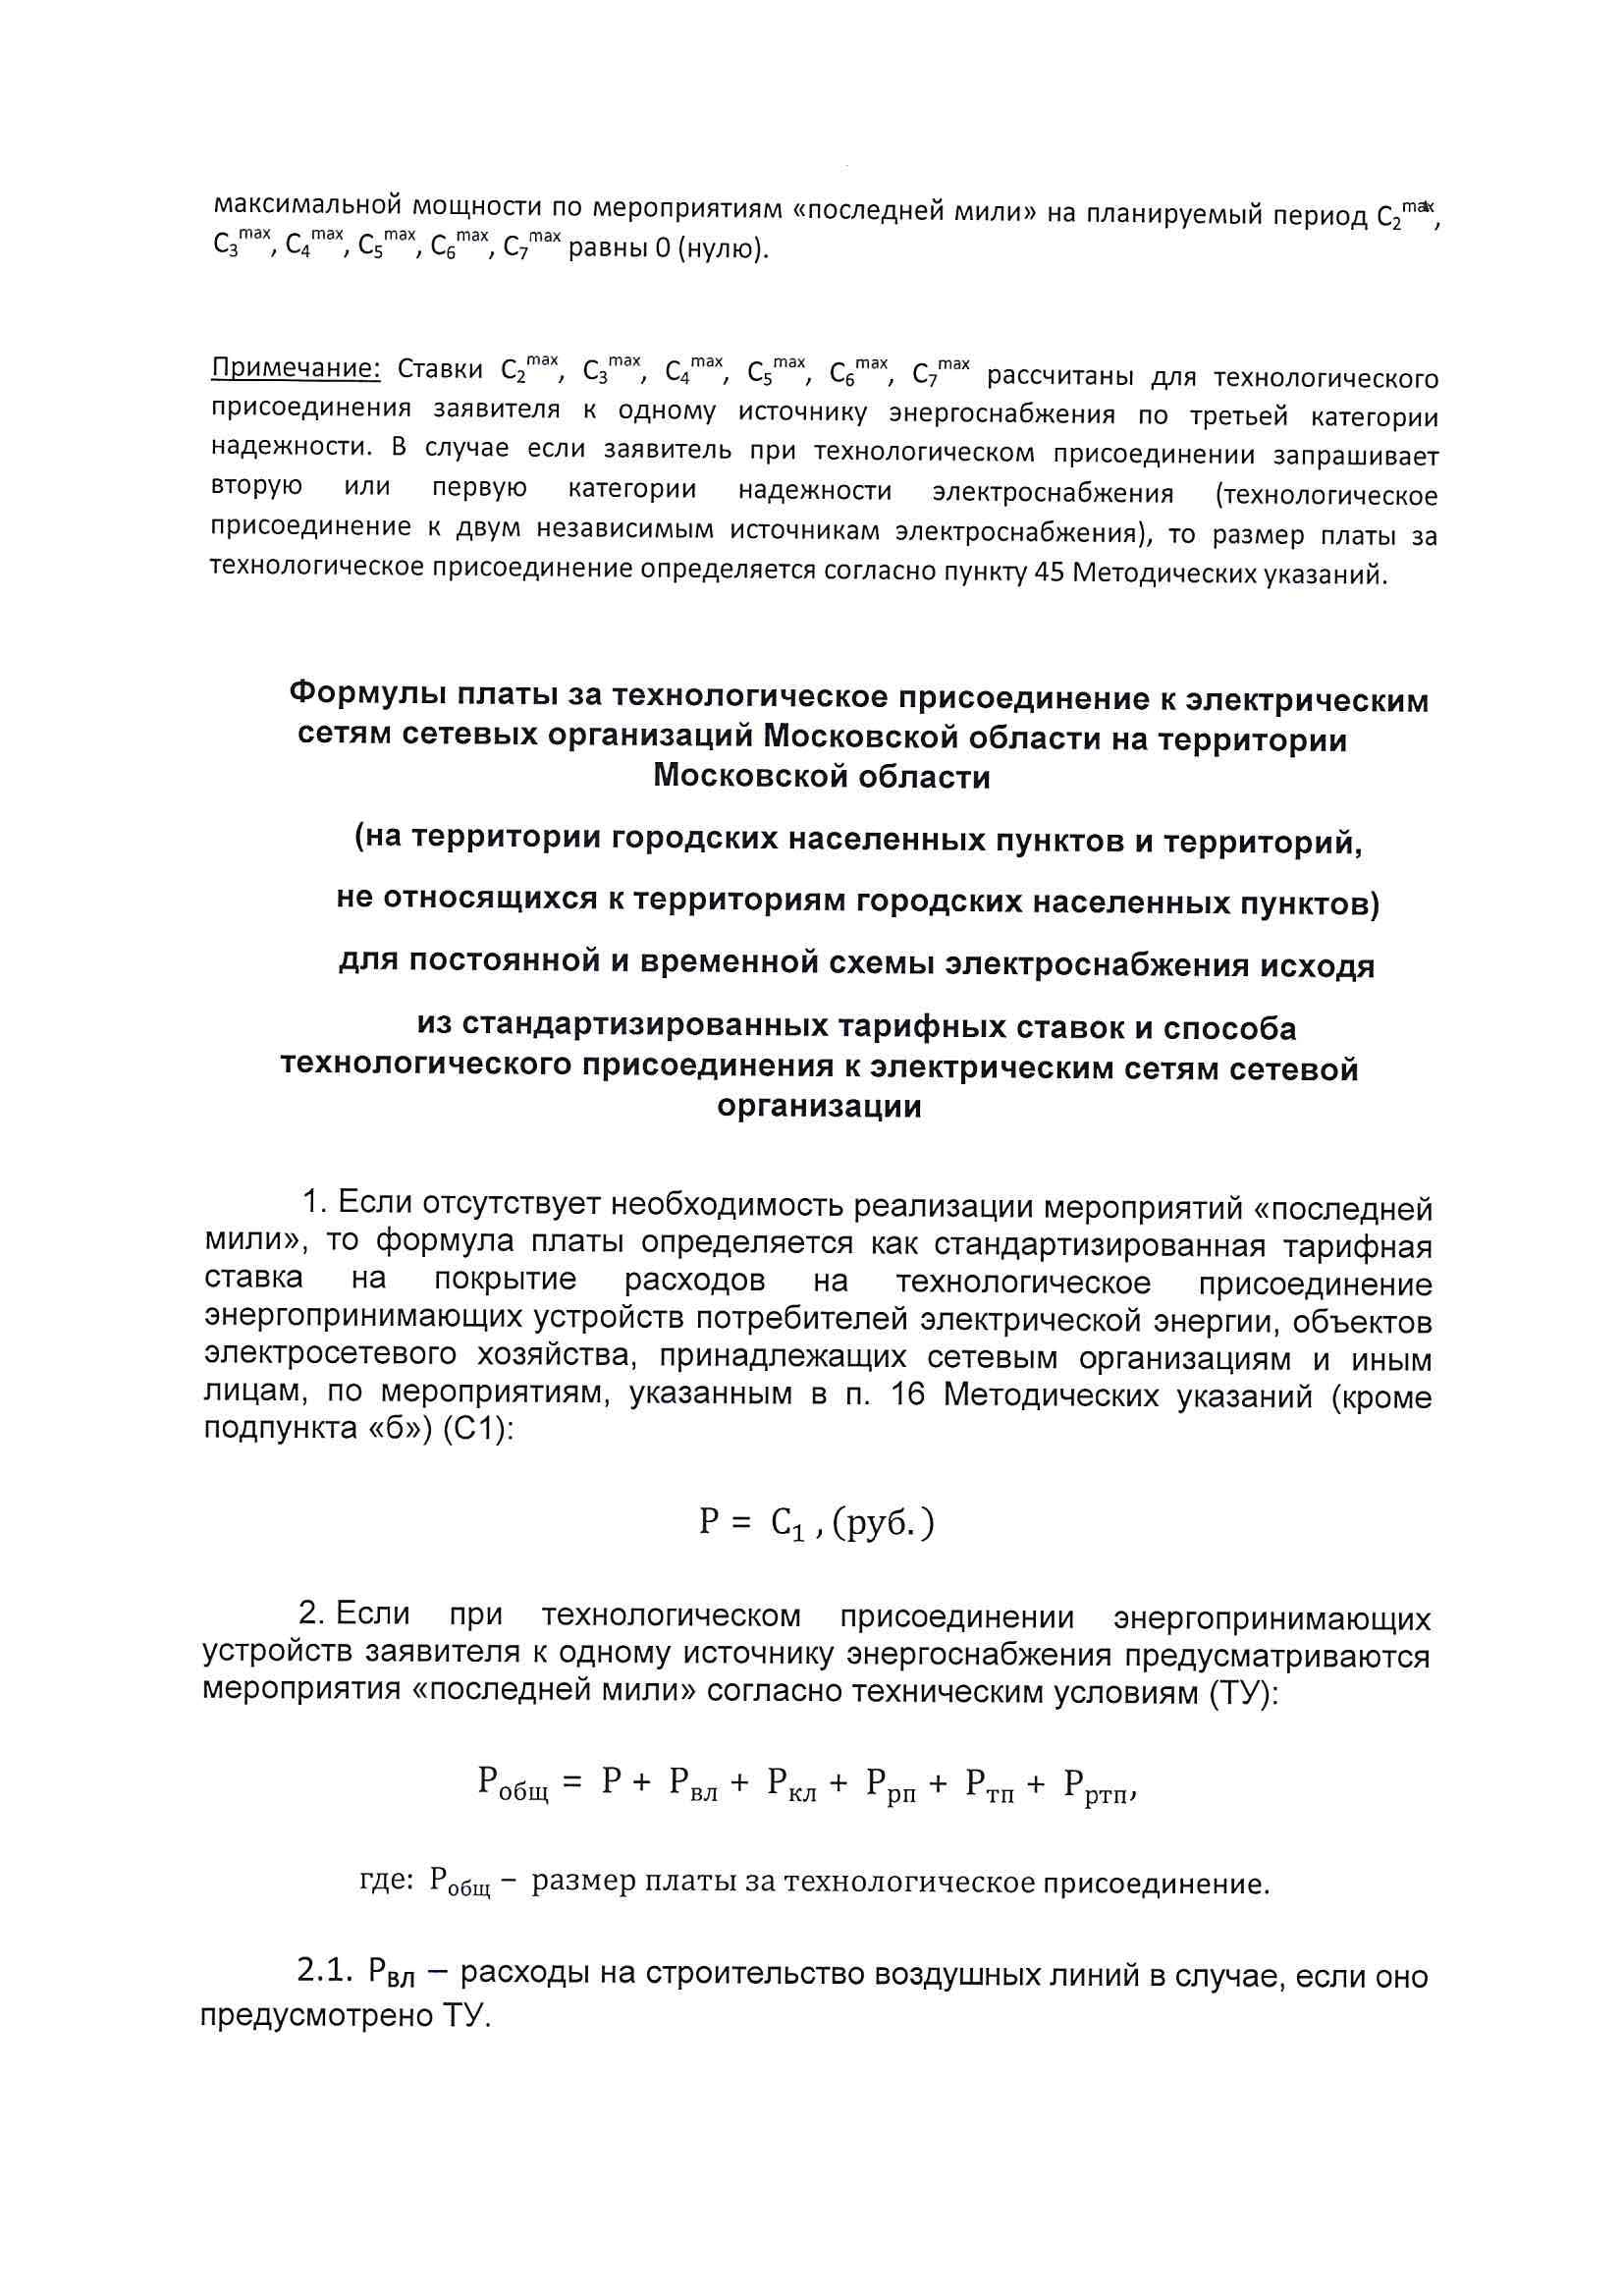 максимальной мощности по мероприятиям «последней мили» на планируемый период C₂ᵐᵃˣ,
C₃ᵐᵃˣ, C₄ᵐᵃˣ, C₅ᵐᵃˣ, C₆ᵐᵃˣ, C₇ᵐᵃˣ равны 0 (нулю).
Примечание: Ставки C₂ᵐᵃˣ, C₃ᵐᵃˣ, C₄ᵐᵃˣ, C₅ᵐᵃˣ, C₆ᵐᵃˣ, C₇ᵐᵃˣ рассчитаны для технологического
присоединения заявителя к одному источнику энергоснабжения по третьей категории
надежности. В случае если заявитель при технологическом присоединении запрашивает
вторую или первую категории надежности электроснабжения (технологическое
присоединение к двум независимым источникам электроснабжения), то размер платы за
технологическое присоединение определяется согласно пункту 45 Методических указаний.
Формулы платы за технологическое присоединение к электрическим
сетям сетевых организаций Московской области на территории
Московской области
(на территории городских населенных пунктов и территорий,
не относящихся к территориям городских населенных пунктов)
для постоянной и временной схемы электроснабжения исходя
из стандартизированных тарифных ставок и способа
технологического присоединения к электрическим сетям сетевой
организации
1. Если отсутствует необходимость реализации мероприятий «последней
мили», то формула платы определяется как стандартизированная тарифная
ставка на покрытие расходов на технологическое присоединение
энергопринимающих устройств потребителей электрической энергии, объектов
электросетевого хозяйства, принадлежащих сетевым организациям и иным
лицам, по мероприятиям, указанным в п. 16 Методических указаний (кроме
подпункта «б») (С1):
P = C₁ , (руб. )
2. Если при технологическом присоединении энергопринимающих
устройств заявителя к одному источнику энергоснабжения предусматриваются
мероприятия «последней мили» согласно техническим условиям (ТУ):
Pобщ = P + Pвл + Pкл + Pрп + Pтп + Pртп,
где: Pобщ – размер платы за технологическое присоединение.
2.1. Pвл – расходы на строительство воздушных линий в случае, если оно
предусмотрено ТУ.